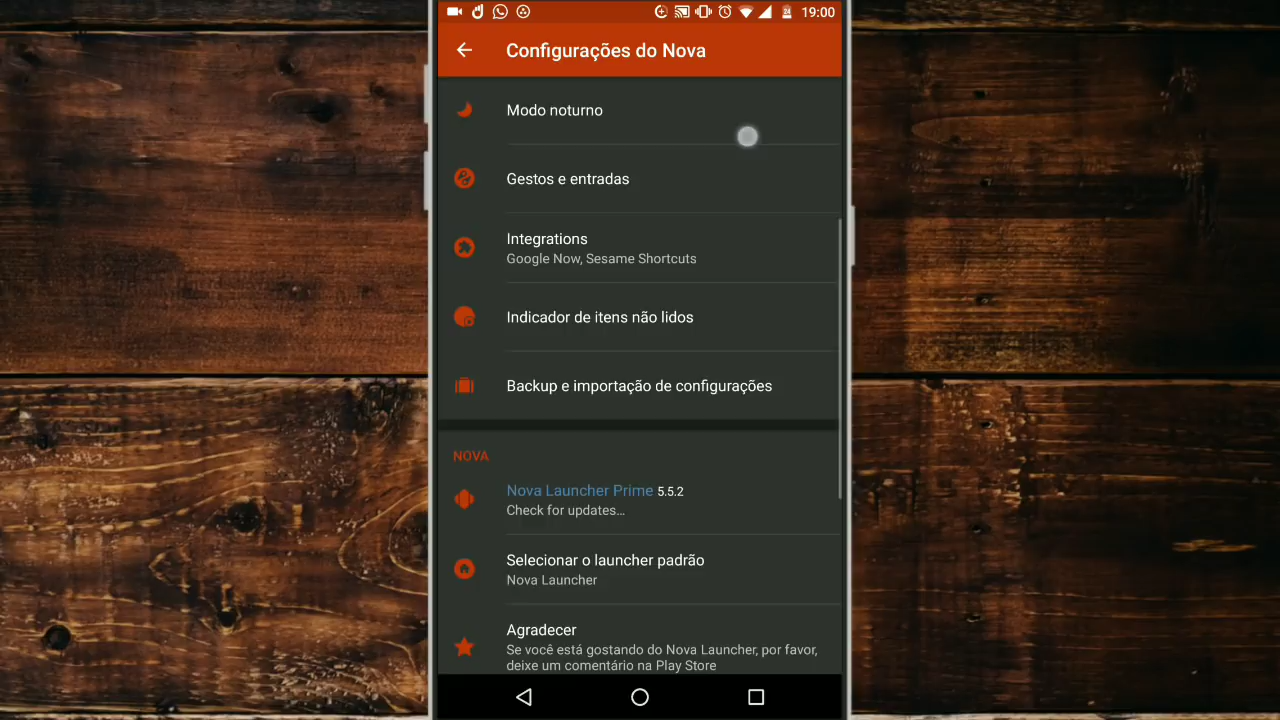 19:00
Configurações do Nova
Modo noturno
Gestos e entradas
Integrations
Google Now, Sesame Shortcuts
Indicador de itens não lidos
Backup e importação de configurações
NOVA
Nova Launcher Prime 5.5.2
Check for updates...
Selecionar o launcher padrão
Nova Launcher
Agradecer
Se você está gostando do Nova Launcher, por favor,
deixe um comentário na Play Store